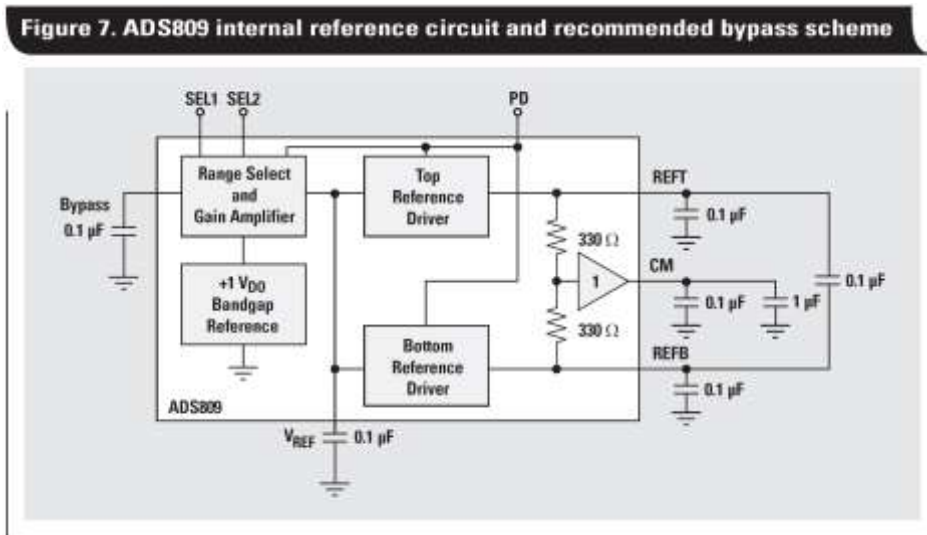 Figure 7. ADS809 internal reference circuit and recommended bypass scheme
SEL1 SEL2
PD
Range Select
and
Gain Amplifier
Top
Reference
Driver
REFT
Bypass
0.1 µF
0.1 µF
330 Ω
CM
+1 VDO
Bandgap
Reference
1
0.1 µF
1 µF
0.1 µF
330 Ω
Bottom
Reference
Driver
REFB
0.1 µF
ADS809
VREF
0.1 µF